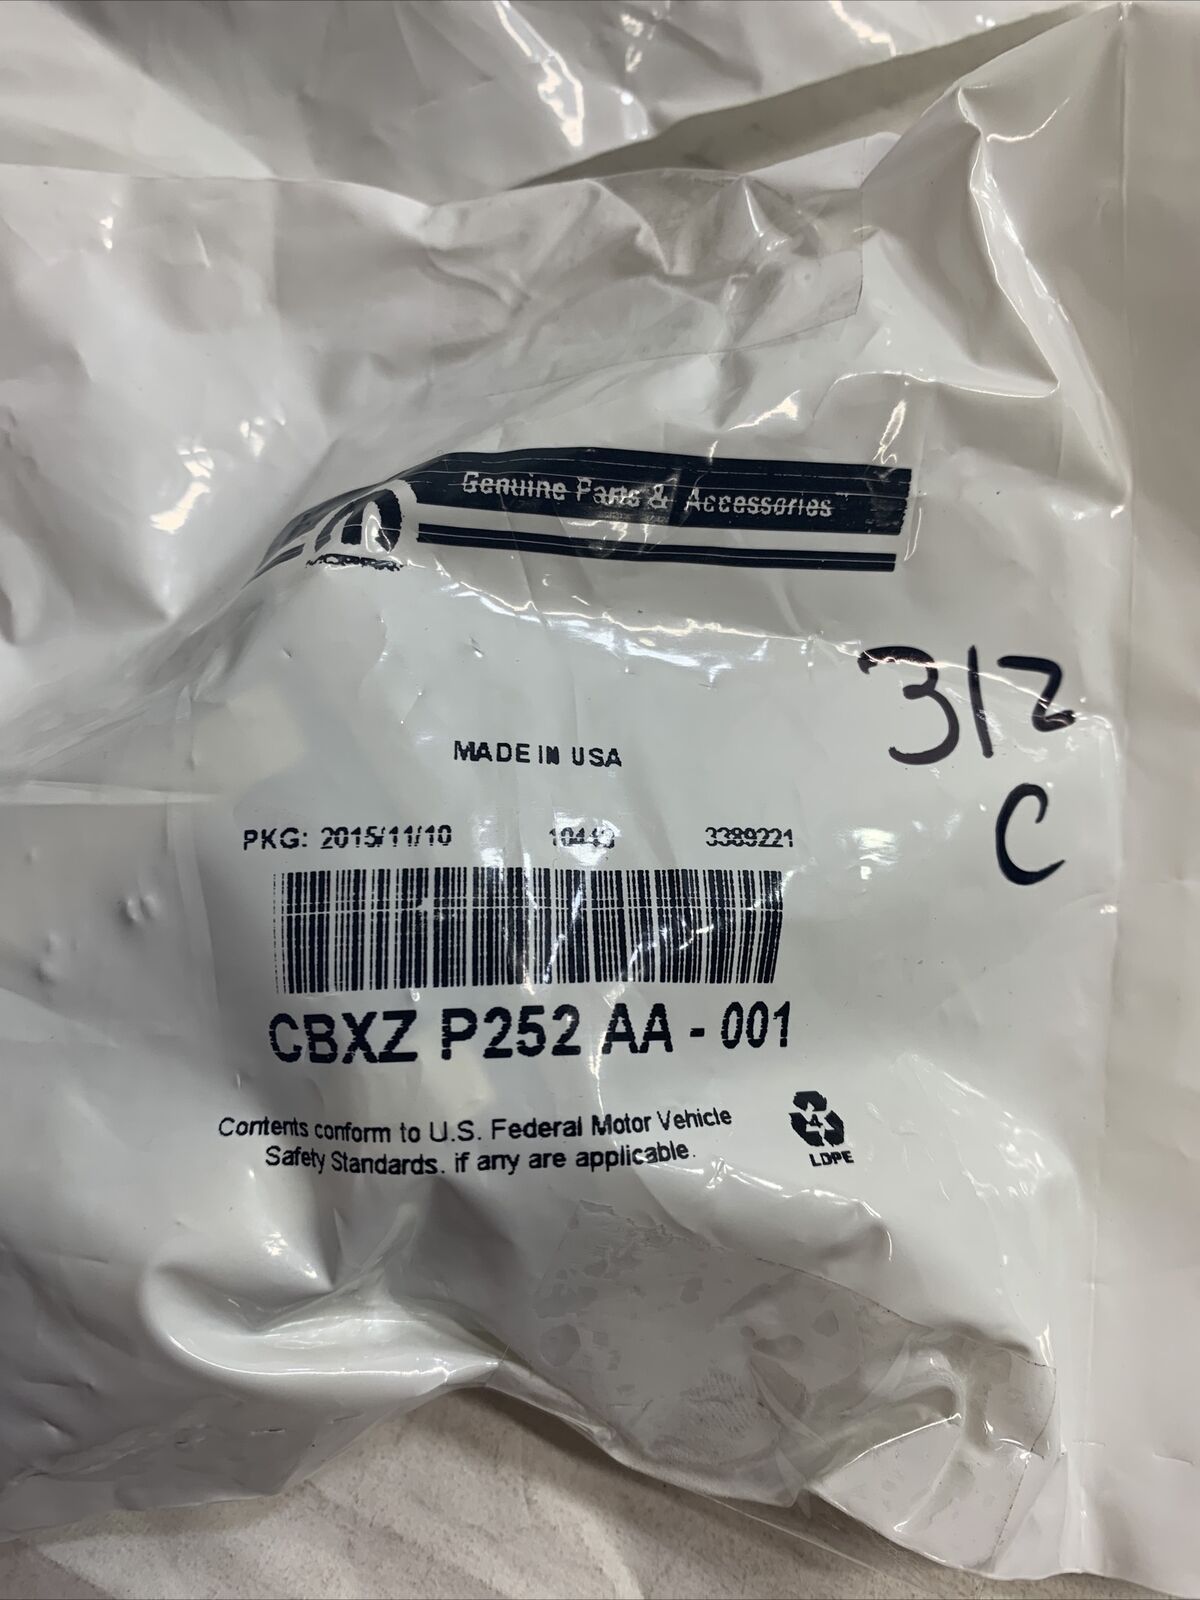 Genuine Parts & Accessories
MOPAR
312
C
MADE IN USA
PKG: 2015/11/10 3389221
CBXZ P252 AA - 001
Contents conform to U.S. Federal Motor Vehicle
Safety Standards. if any are applicable.
4
LDPE